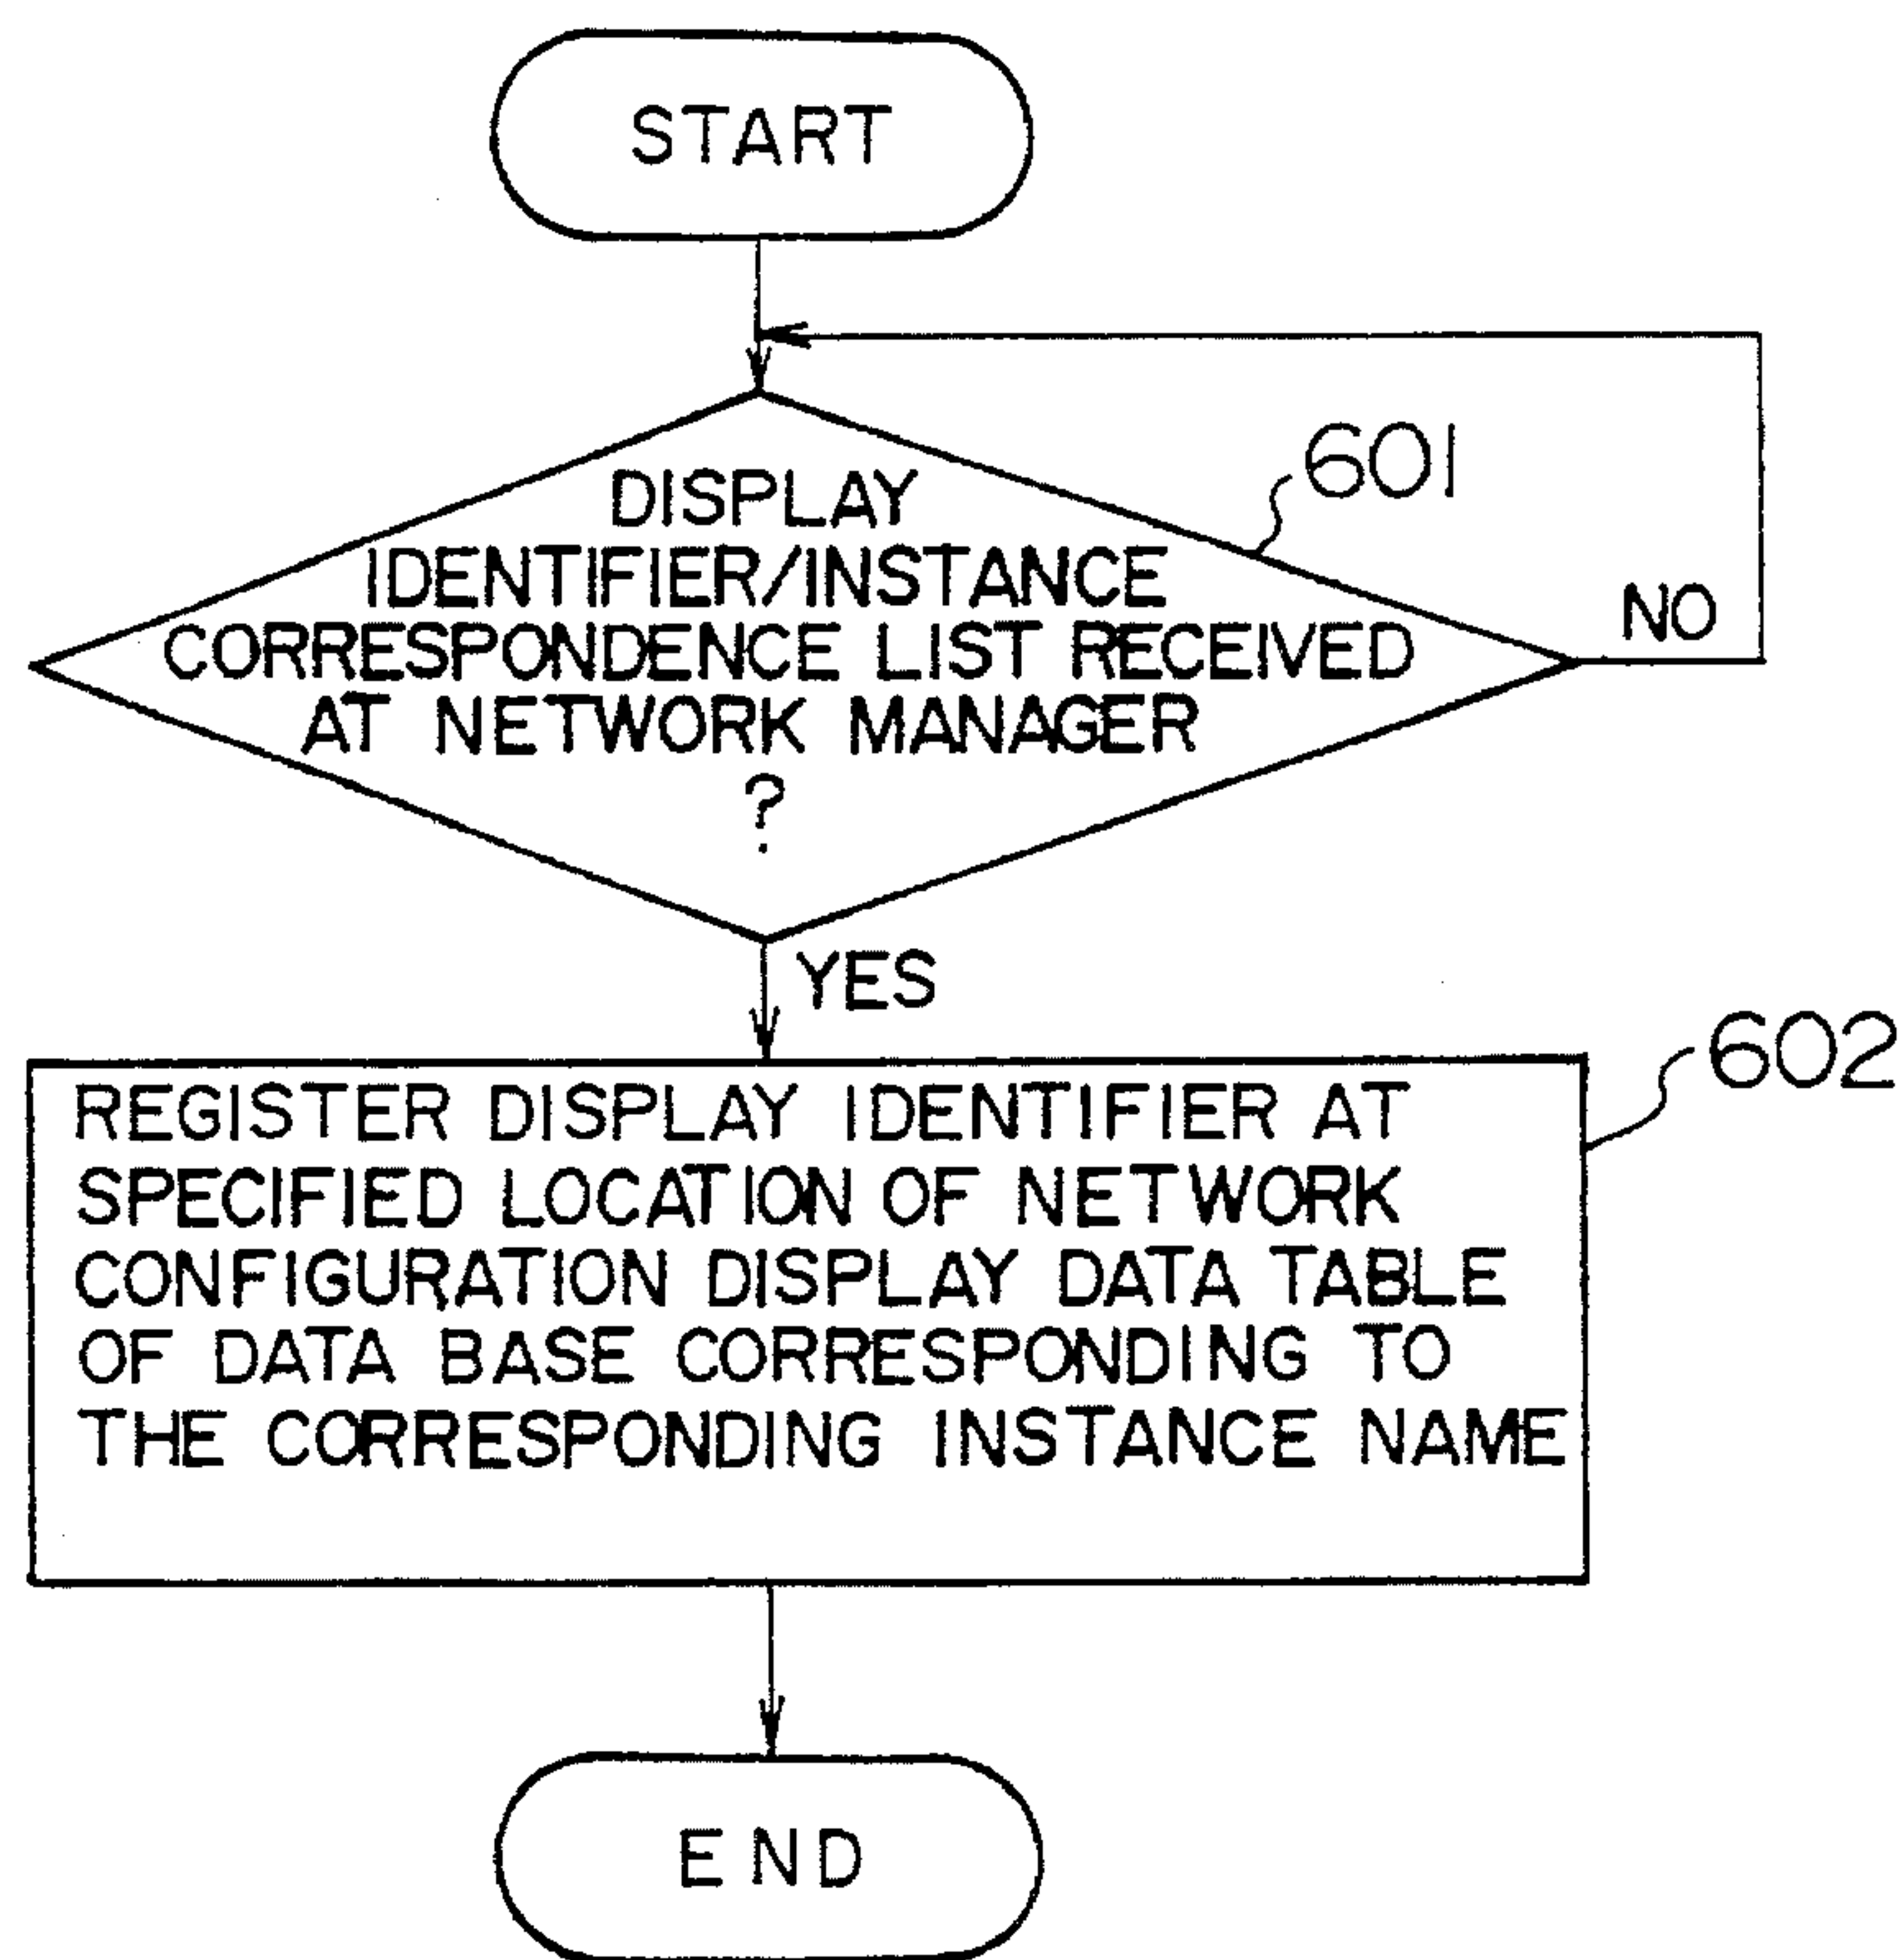 START
601
DISPLAY
IDENTIFIER/INSTANCE
CORRESPONDENCE LIST RECEIVED
AT NETWORK MANAGER
?
NO
YES
602
REGISTER DISPLAY IDENTIFIER AT
SPECIFIED LOCATION OF NETWORK
CONFIGURATION DISPLAY DATA TABLE
OF DATA BASE CORRESPONDING TO
THE CORRESPONDING INSTANCE NAME
END